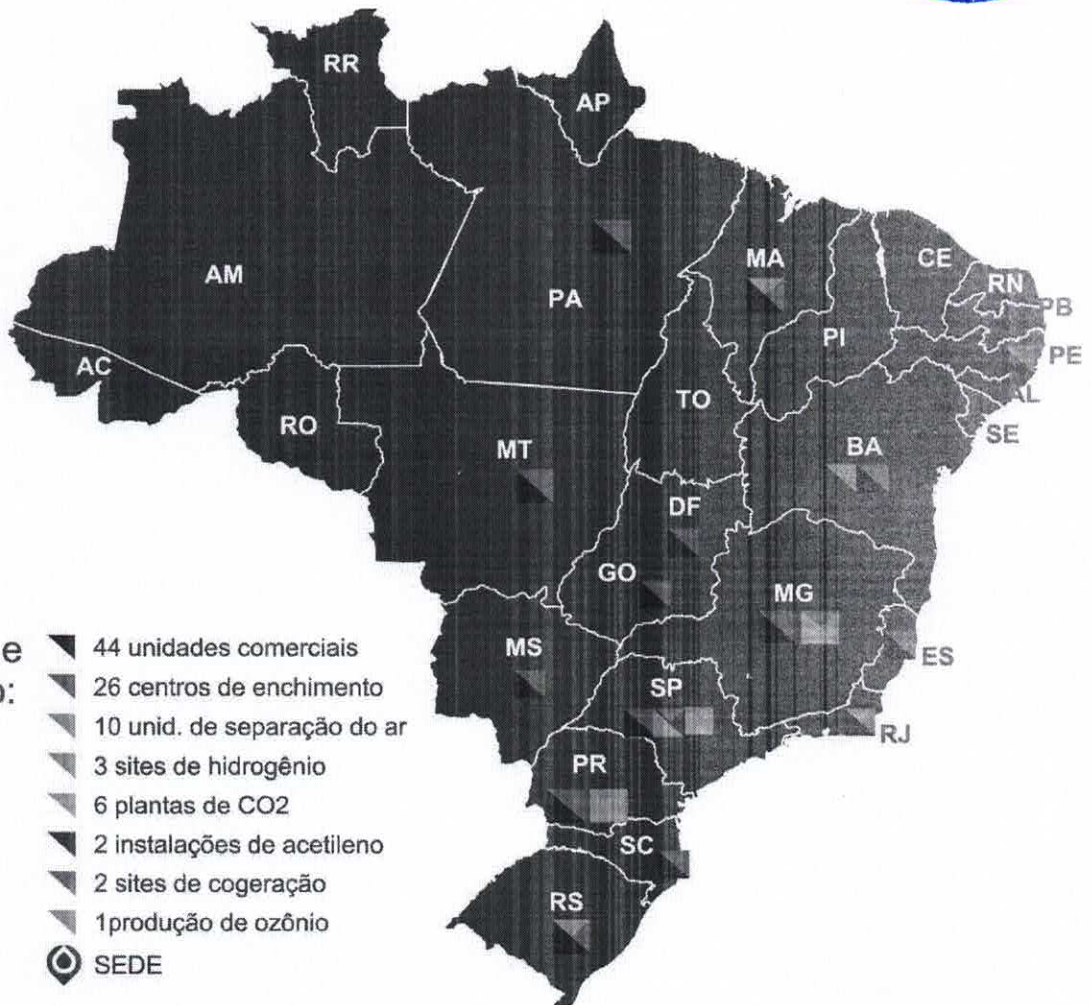 RR
AP
AM
PA
MA
CE
RN
PB
PI
PE
AC
TO
AL
RO
SE
MT
BA
DF
GO
MG
MS
ES
SP
RJ
PR
SC
RS
e
o:
44 unidades comerciais
26 centros de enchimento
10 unid. de separação do ar
3 sites de hidrogênio
6 plantas de CO2
2 instalações de acetileno
2 sites de cogeração
1produção de ozônio
SEDE